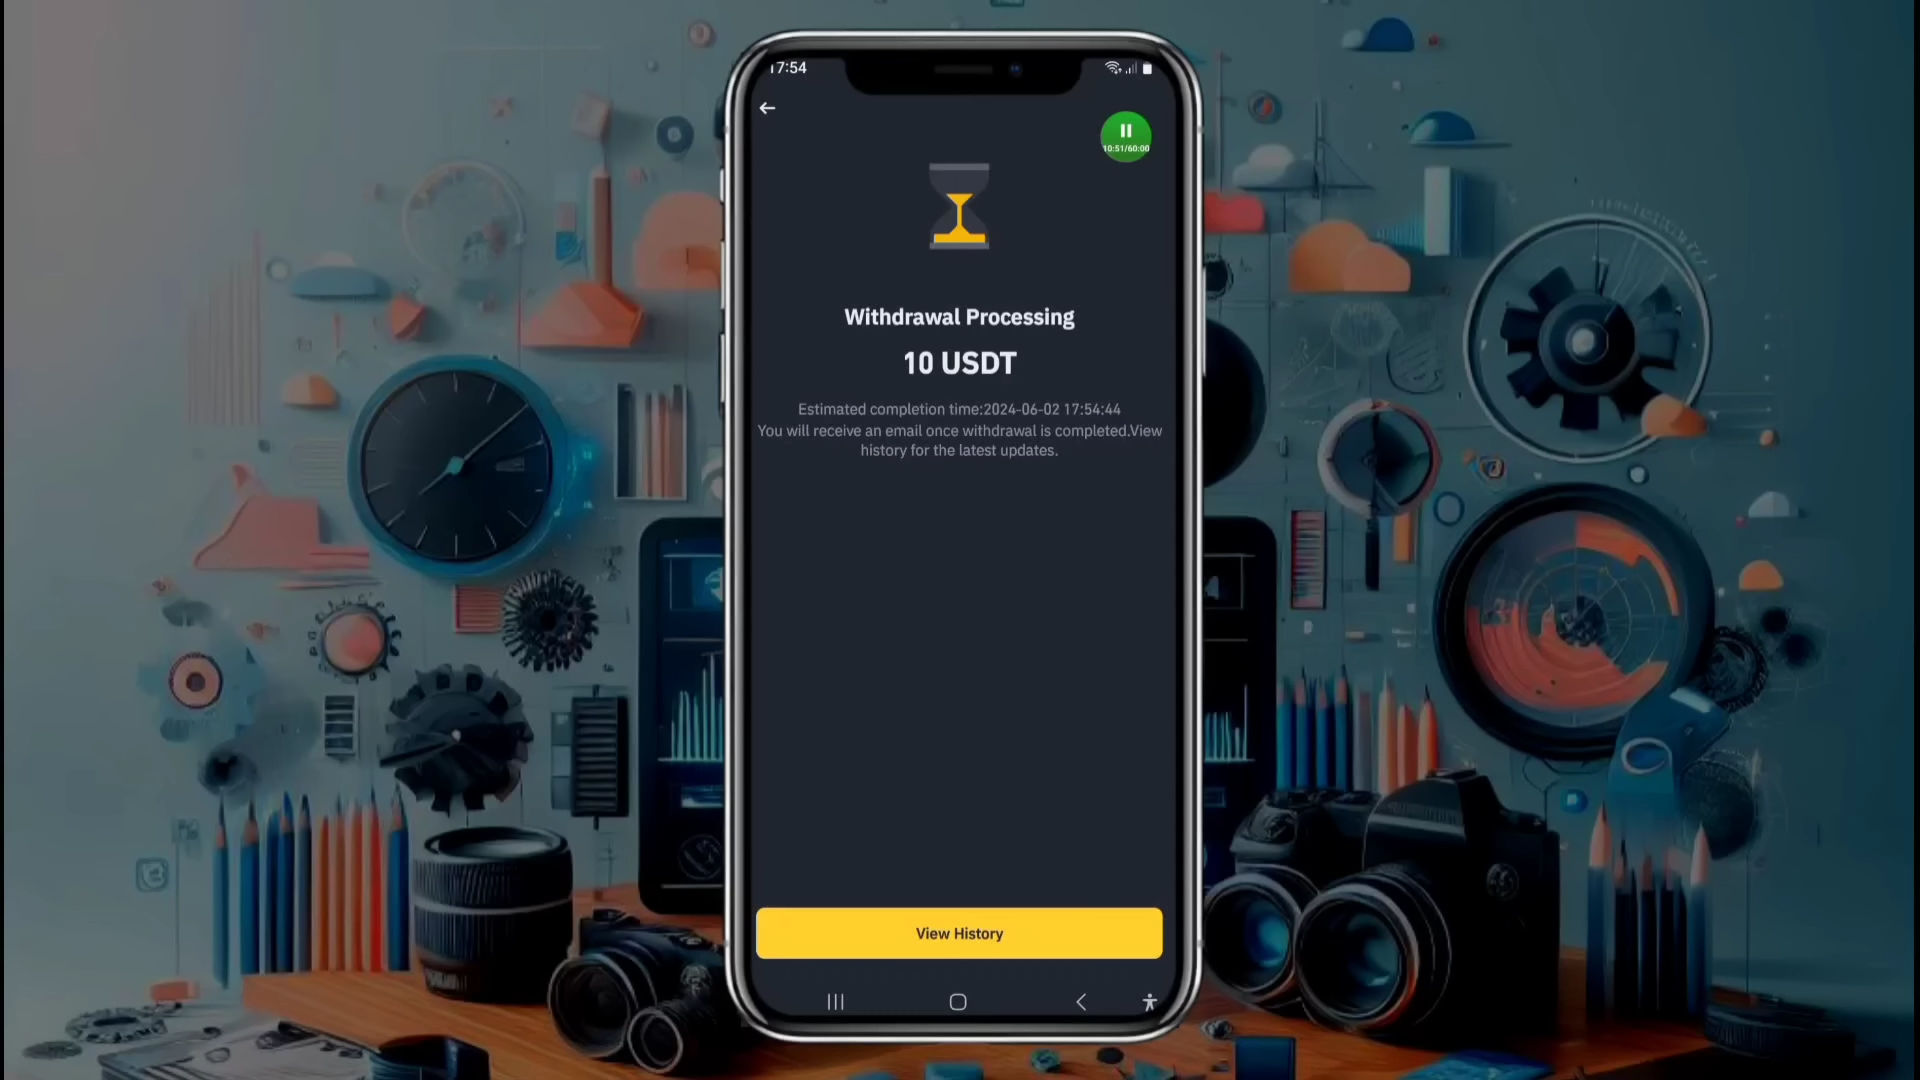 17:54
10:51/60:00
Withdrawal Processing
10 USDT
Estimated completion time:2024-06-02 17:54:44
You will receive an email once withdrawal is completed.View
history for the latest updates.
View History